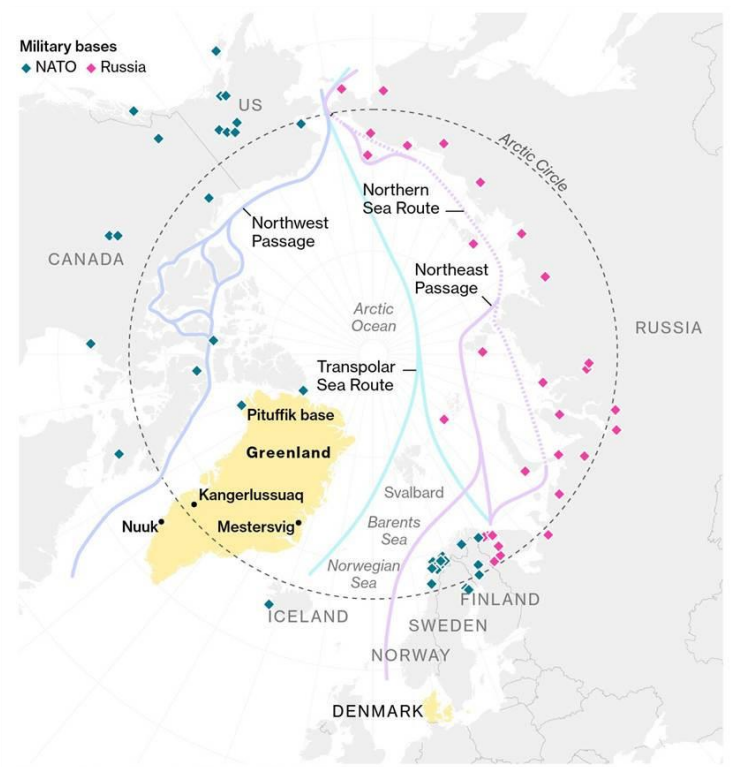 Military bases
NATO Russia
US
Arctic Circle
Northern
Sea Route
Northwest
Passage
CANADA
Northeast
Passage
Arctic
Ocean
RUSSIA
Transpolar
Sea Route
Pituffik base
Greenland
Kangerlussuaq
Svalbard
Nuuk
Mestersvig
Barents
Sea
Norwegian
Sea
FINLAND
ICELAND
SWEDEN
NORWAY
DENMARK